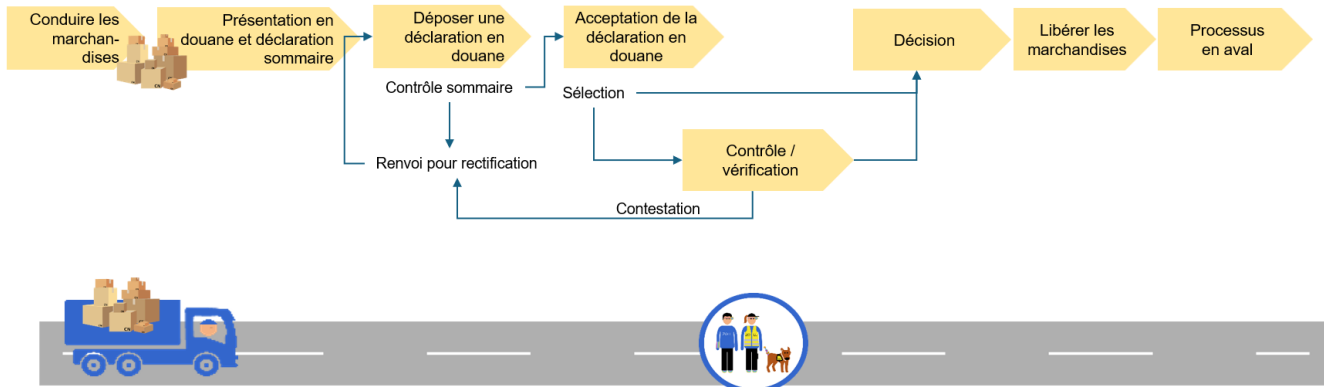 Conduire les
marchan-
dises
Présentation en
douane et déclaration
sommaire
Déposer une
déclaration en
douane
Acceptation de la
déclaration en
douane
Décision
Libérer les
marchandises
Processus
en aval
Contrôle sommaire
Sélection
Contrôle /
vérification
Renvoi pour rectification
Contestation